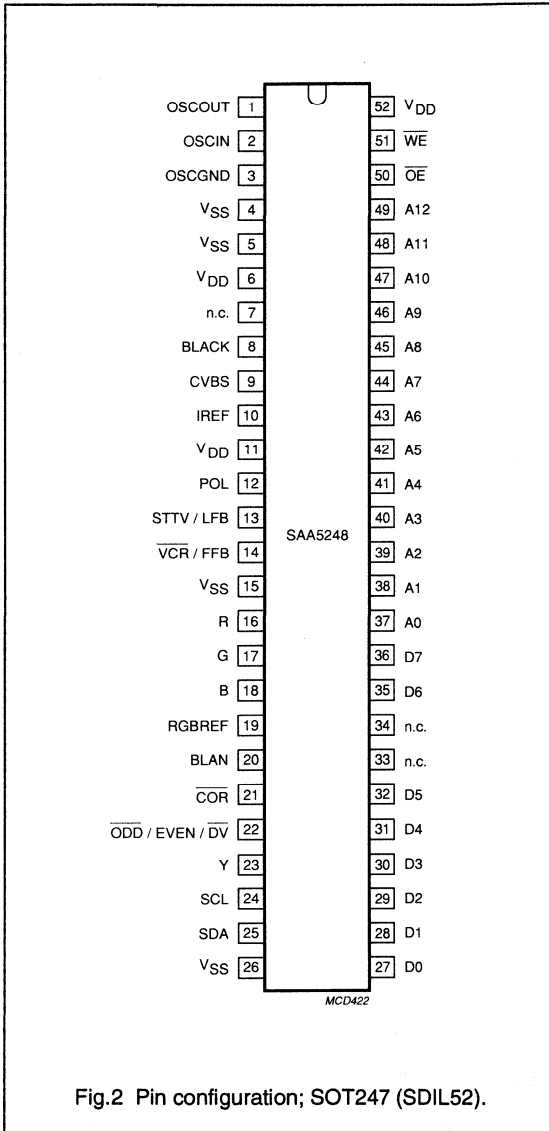 OSCOUT 1 52 VDD
OSCIN 2 51 WE
OSCGND 3 50 OE
VSS 4 49 A12
VSS 5 48 A11
VDD 6 47 A10
n.c. 7 46 A9
BLACK 8 45 A8
CVBS 9 44 A7
IREF 10 43 A6
VDD 11 42 A5
POL 12 41 A4
STTV / LFB 13 40 A3
SAA5248
VCR / FFB 14 39 A2
VSS 15 38 A1
R 16 37 A0
G 17 36 D7
B 18 35 D6
RGBREF 19 34 n.c.
BLAN 20 33 n.c.
COR 21 32 D5
ODD / EVEN / DV 22 31 D4
Y 23 30 D3
SCL 24 29 D2
SDA 25 28 D1
VSS 26 27 D0
MCD422
Fig.2 Pin configuration; SOT247 (SDIL52).